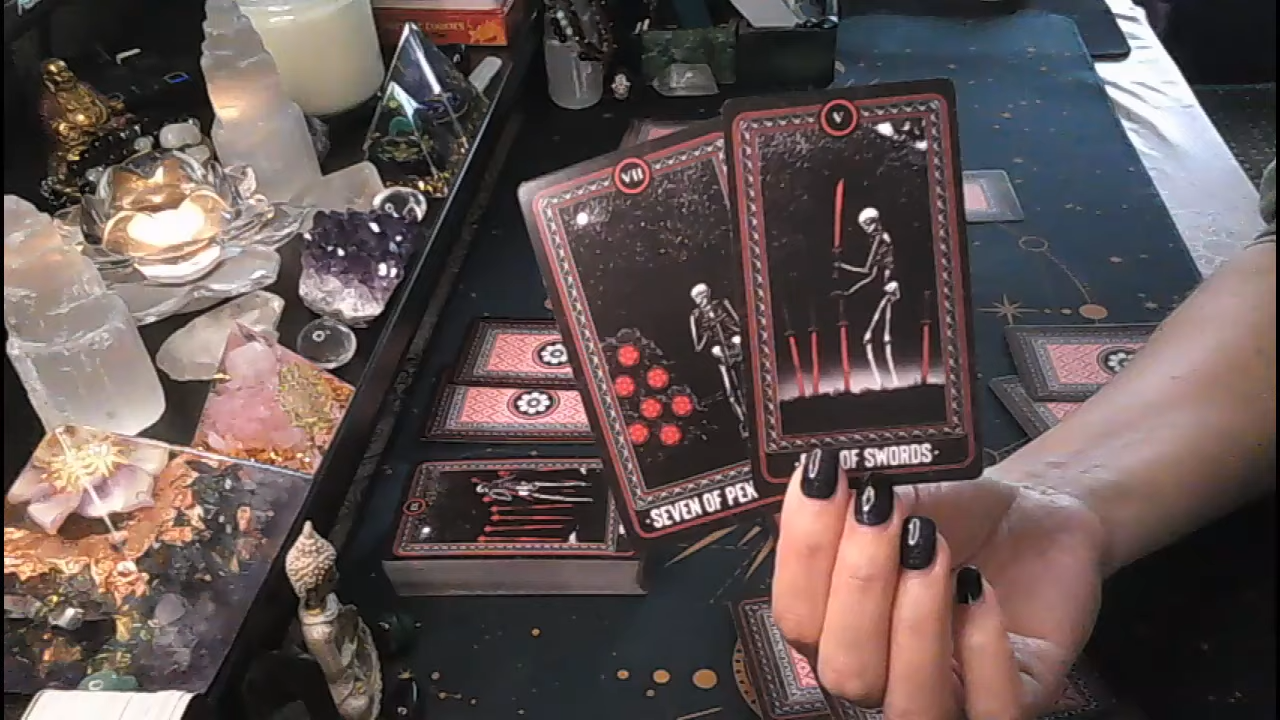 VII
·SEVEN OF PEN
V
OF SWORDS·